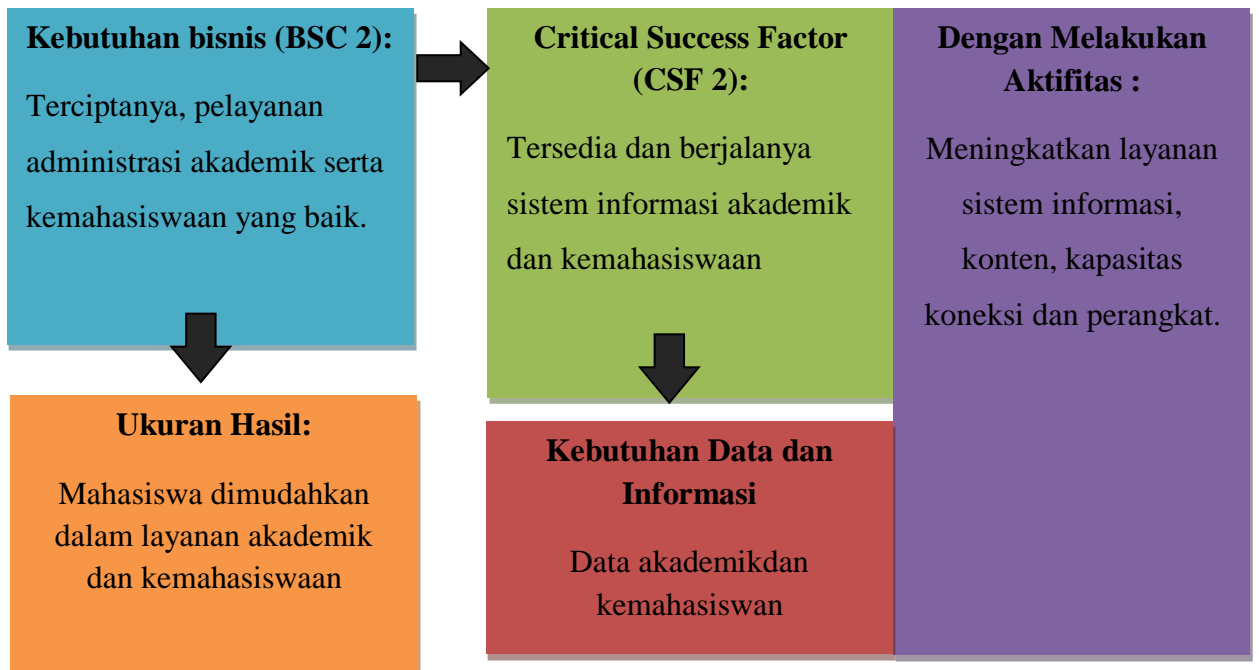 Kebutuhan bisnis (BSC 2):
Terciptanya, pelayanan
administrasi akademik serta
kemahasiswaan yang baik.
Critical Success Factor
(CSF 2):
Tersedia dan berjalanya
sistem informasi akademik
dan kemahasiswaan
Dengan Melakukan
Aktifitas :
Meningkatkan layanan
sistem informasi,
konten, kapasitas
koneksi dan perangkat.
Ukuran Hasil:
Mahasiswa dimudahkan
dalam layanan akademik
dan kemahasiswaan
Kebutuhan Data dan
Informasi
Data akademikdan
kemahasiswan